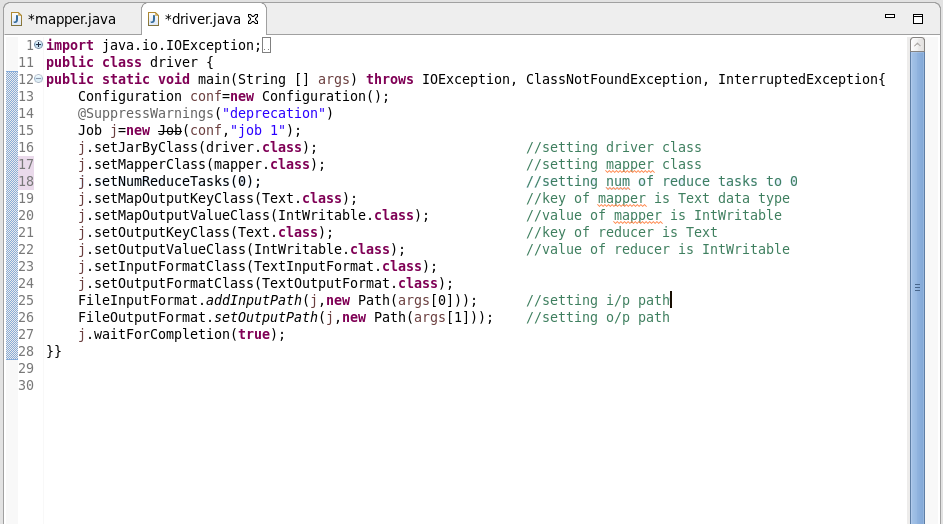 *mapper.java *driver.java
1 import java.io.IOException;
11 public class driver {
12 public static void main(String [] args) throws IOException, ClassNotFoundException, InterruptedException{
13 Configuration conf=new Configuration();
14 @SuppressWarnings("deprecation")
15 Job j=new Job(conf,"job 1");
16 j.setJarByClass(driver.class); //setting driver class
17 j.setMapperClass(mapper.class); //setting mapper class
18 j.setNumReduceTasks(0); //setting num of reduce tasks to 0
19 j.setMapOutputKeyClass(Text.class); //key of mapper is Text data type
20 j.setMapOutputValueClass(IntWritable.class); //value of mapper is IntWritable
21 j.setOutputKeyClass(Text.class); //key of reducer is Text
22 j.setOutputValueClass(IntWritable.class); //value of reducer is IntWritable
23 j.setInputFormatClass(TextInputFormat.class);
24 j.setOutputFormatClass(TextOutputFormat.class);
25 FileInputFormat.addInputPath(j,new Path(args[0])); //setting i/p path
26 FileOutputFormat.setOutputPath(j,new Path(args[1])); //setting o/p path
27 j.waitForCompletion(true);
28 }}
29
30